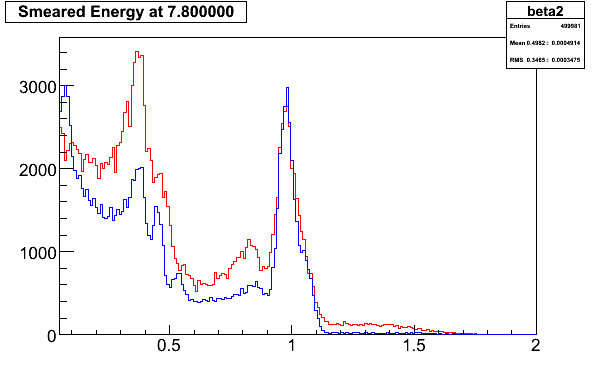 Smeared Energy at 7.800000
beta2
Entries 499981
Mean 0.4982 ± 0.0004914
RMS 0.3465 ± 0.0003475
3000
2000
1000
0
0.5
1
1.5
2